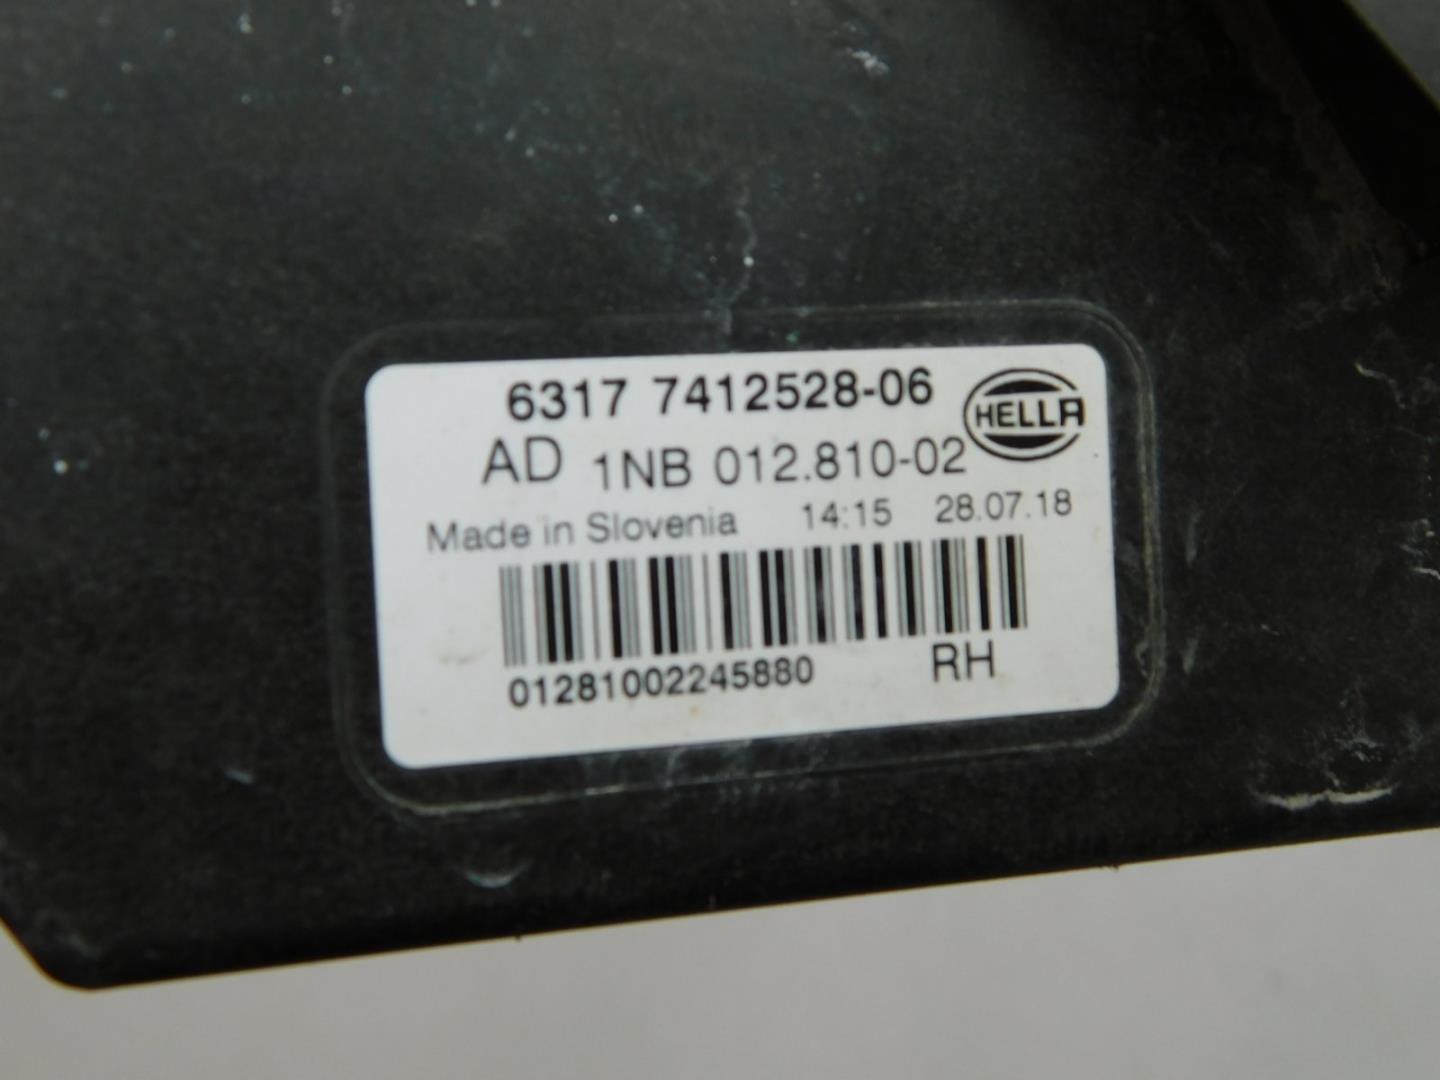 6317 7412528-06
HELLA
AD 1NB 012.810-02
Made in Slovenia 14:15 28.07.18
01281002245880 RH